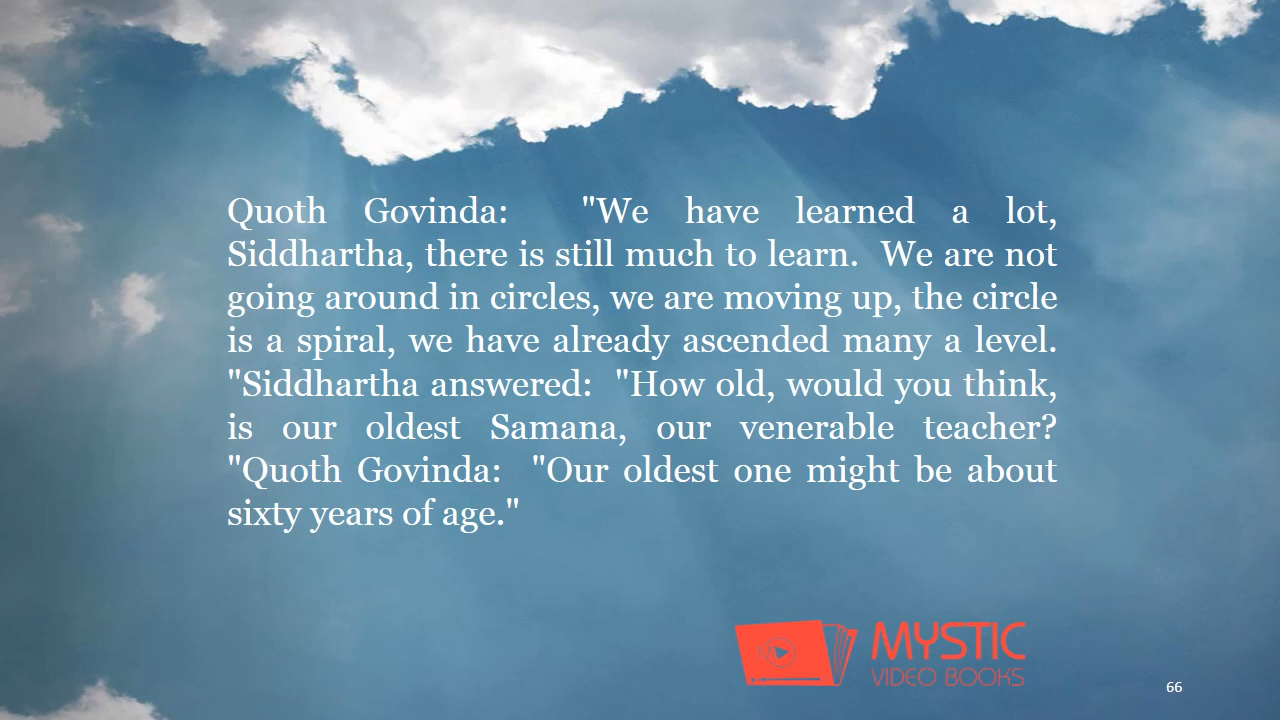 Quoth Govinda: "We have learned a lot,
Siddhartha, there is still much to learn. We are not
going around in circles, we are moving up, the circle
is a spiral, we have already ascended many a level.
"Siddhartha answered: "How old, would you think,
is our oldest Samana, our venerable teacher?
"Quoth Govinda: "Our oldest one might be about
sixty years of age."
MYSTIC
VIDEO BOOKS
66